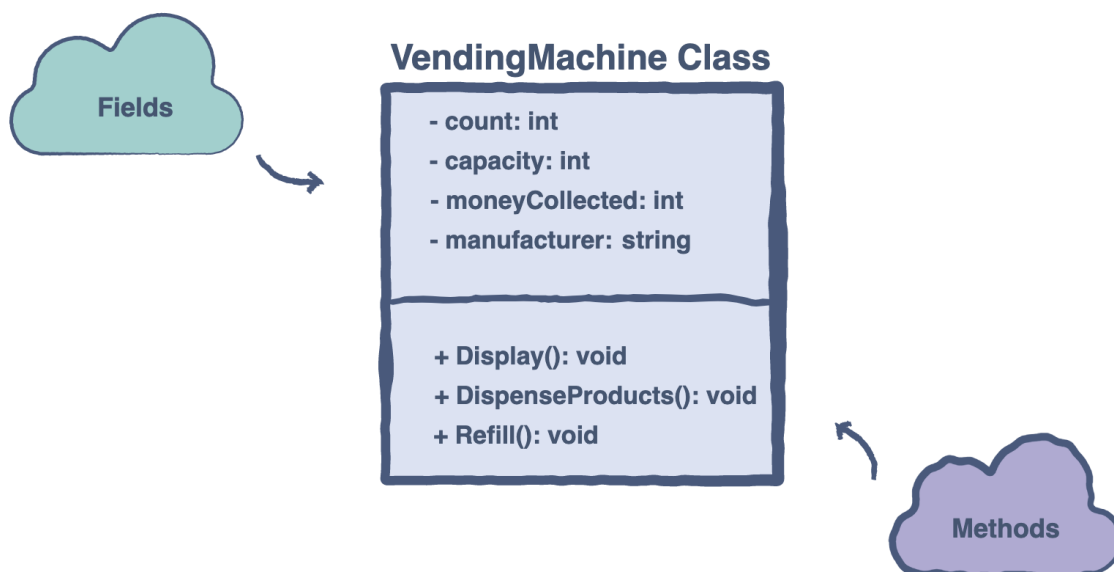 VendingMachine Class
Fields
- count: int
- capacity: int
- moneyCollected: int
- manufacturer: string
+ Display(): void
+ DispenseProducts(): void
+ Refill(): void
Methods